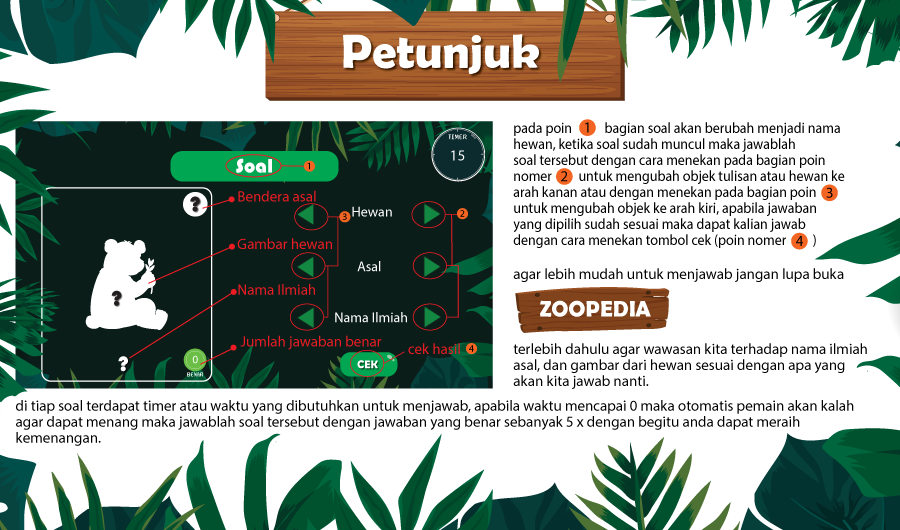 Petunjuk
TIMER
15
Soal
1
?
Bendera asal
Gambar hewan
?
Nama Ilmiah
?
Jumlah jawaban benar
0
BENAR
3
Hewan
2
Asal
Nama Ilmiah
cek hasil 4
CEK
pada poin 1 bagian soal akan berubah menjadi nama
hewan, ketika soal sudah muncul maka jawablah
soal tersebut dengan cara menekan pada bagian poin
nomer 2 untuk mengubah objek tulisan atau hewan ke
arah kanan atau dengan menekan pada bagian poin 3
untuk mengubah objek ke arah kiri, apabila jawaban
yang dipilih sudah sesuai maka dapat kalian jawab
dengan cara menekan tombol cek (poin nomer 4 )
agar lebih mudah untuk menjawab jangan lupa buka
ZOOPEDIA
terlebih dahulu agar wawasan kita terhadap nama ilmiah
asal, dan gambar dari hewan sesuai dengan apa yang
akan kita jawab nanti.
di tiap soal terdapat timer atau waktu yang dibutuhkan untuk menjawab, apabila waktu mencapai 0 maka otomatis pemain akan kalah
agar dapat menang maka jawablah soal tersebut dengan jawaban yang benar sebanyak 5 x dengan begitu anda dapat meraih
kemenangan.